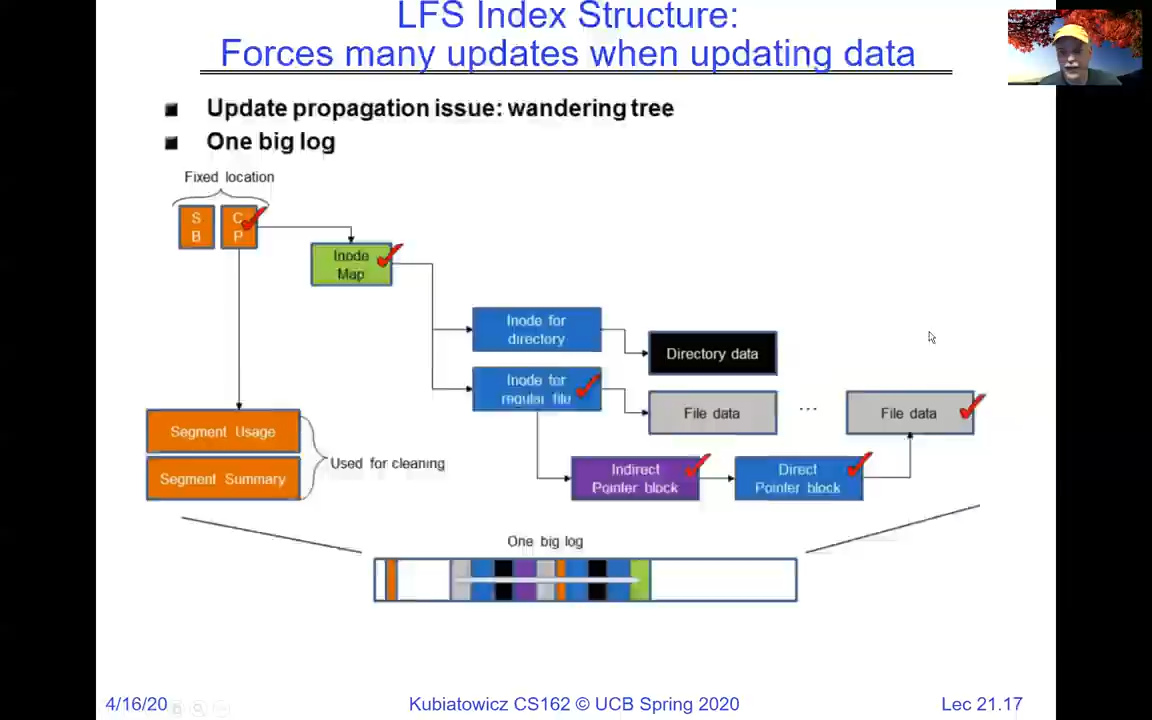 LFS Index Structure:
Forces many updates when updating data
Update propagation issue: wandering tree
One big log
Fixed location
S
B
C
P
Inode
Map
Inode for
directory
Directory data
Inode for
regular file
File data
...
File data
Segment Usage
Segment Summary
Used for cleaning
Indirect
Pointer block
Direct
Pointer block
One big log
4/16/20
Kubiatowicz CS162 © UCB Spring 2020
Lec 21.17